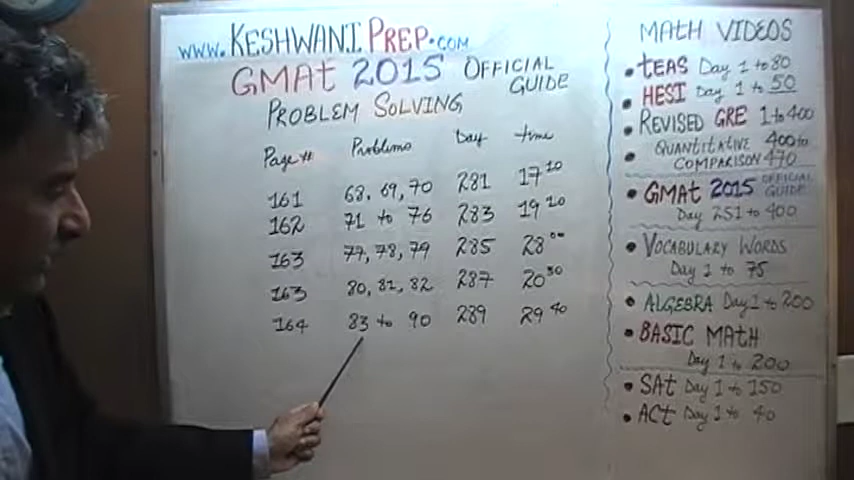 www.KESHWANIPREP.COM
GMAt 2015 OFFICIAL GUIDE
PROBLEM SOLVING
Page # Problems Day time
161 68, 69, 70 281 17 10
162 71 to 76 283 19 20
163 77, 78, 79 285 28 00
163 80, 81, 82 287 20 30
164 83 to 90 289 29 40
MATH VIDEOS
• tEAS Day 1 to 80
• HESI Day 1 to 50
• REVISED GRE 1 to 400
• QUANTITATIVE 400 to
COMPARISON 470
• GMAt 2015 OFFICIAL GUIDE
Day 251 to 400
• VOCABULARY WORDS
Day 1 to 75
• ALGEBRA Day 1 to 200
• BASIC MATH
Day 1 to 200
• SAt Day 1 to 150
• ACt Day 1 to 40